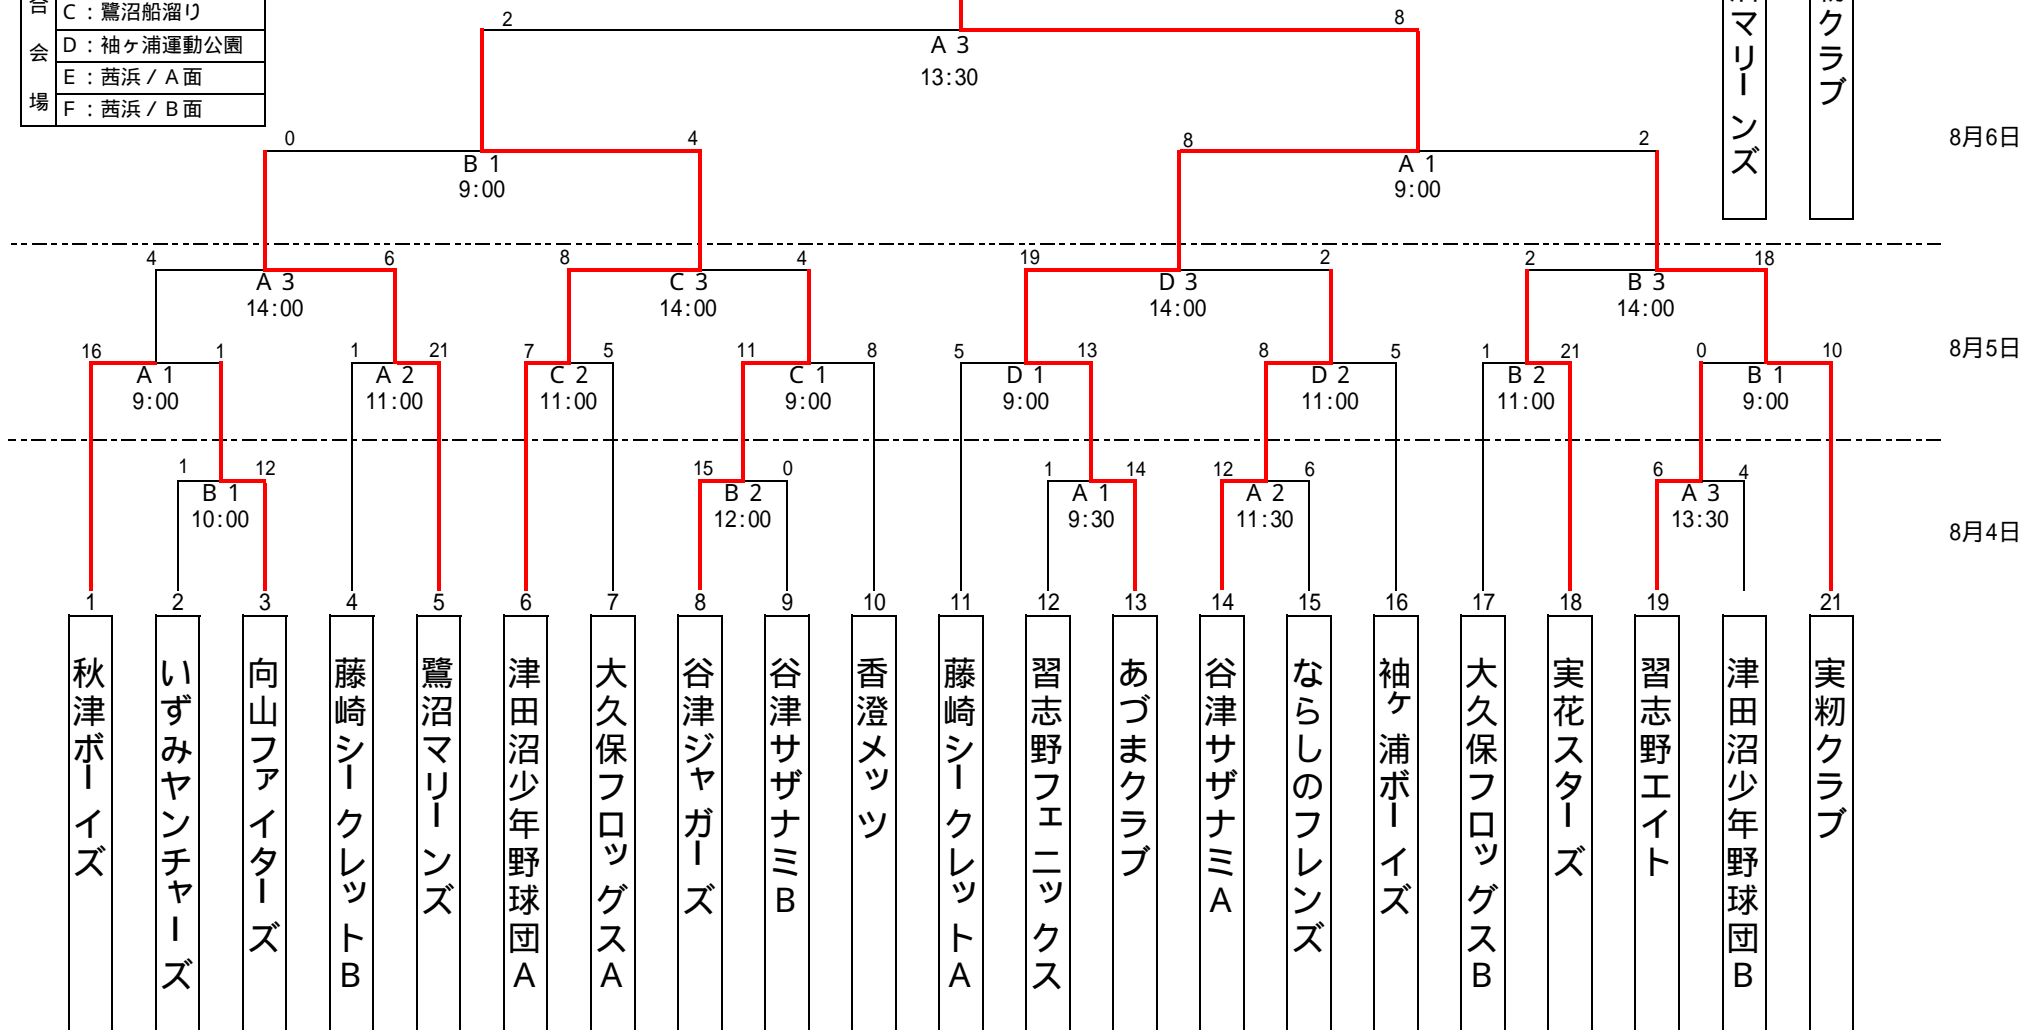 合
会
場
C：鷺沼船溜り
D：袖ヶ浦運動公園
E：茜浜/A面
F：茜浜/B面
2
8
A 3
13:30
マリーンズ
クラブ
8月6日
0
4
B 1
9:00
8
2
A 1
9:00
4
6
A 3
14:00
8
4
C 3
14:00
19
2
D 3
14:00
2
18
B 3
14:00
8月5日
16
1
A 1
9:00
1
21
A 2
11:00
7
5
C 2
11:00
11
8
C 1
9:00
5
13
D 1
9:00
8
5
D 2
11:00
1
21
B 2
11:00
0
10
B 1
9:00
8月4日
1
12
B 1
10:00
15
0
B 2
12:00
1
14
A 1
9:30
12
6
A 2
11:30
6
4
A 3
13:30
1
2
3
4
5
6
7
8
9
10
11
12
13
14
15
16
17
18
19
20
21
秋津ボーイズ
いずみヤンチャーズ
向山ファイターズ
藤崎シークレットB
鷺沼マリーンズ
津田沼少年野球団A
大久保フロッグスA
谷津ジャガーズ
谷津サザナミB
香澄メッツ
藤崎シークレットA
習志野フェニックス
あづまクラブ
谷津サザナミA
ならしのフレンズ
袖ヶ浦ボーイズ
大久保フロッグスB
実花スターズ
習志野エイト
津田沼少年野球団B
実籾クラブ